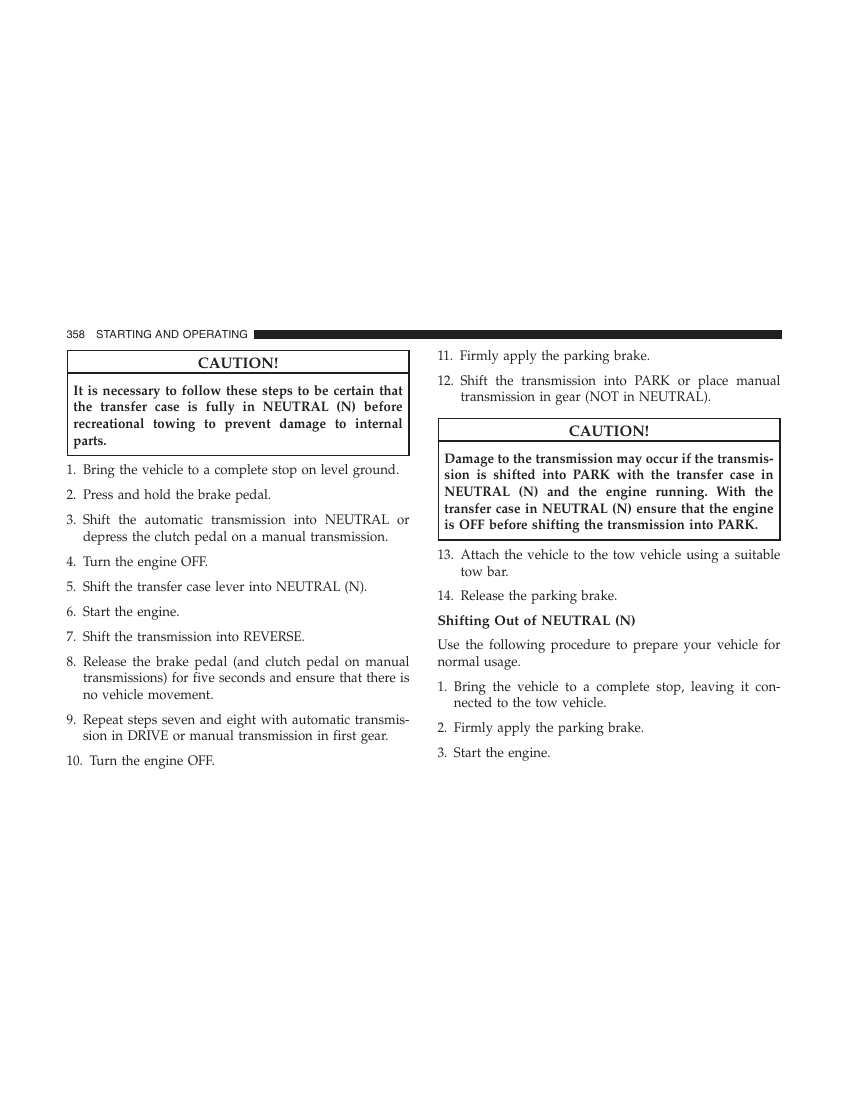 358 STARTING AND OPERATING
CAUTION!
It is necessary to follow these steps to be certain that
the transfer case is fully in NEUTRAL (N) before
recreational towing to prevent damage to internal
parts.
1. Bring the vehicle to a complete stop on level ground.
2. Press and hold the brake pedal.
3. Shift the automatic transmission into NEUTRAL or
depress the clutch pedal on a manual transmission.
4. Turn the engine OFF.
5. Shift the transfer case lever into NEUTRAL (N).
6. Start the engine.
7. Shift the transmission into REVERSE.
8. Release the brake pedal (and clutch pedal on manual
transmissions) for five seconds and ensure that there is
no vehicle movement.
9. Repeat steps seven and eight with automatic transmis-
sion in DRIVE or manual transmission in first gear.
10. Turn the engine OFF.
11. Firmly apply the parking brake.
12. Shift the transmission into PARK or place manual
transmission in gear (NOT in NEUTRAL).
CAUTION!
Damage to the transmission may occur if the transmis-
sion is shifted into PARK with the transfer case in
NEUTRAL (N) and the engine running. With the
transfer case in NEUTRAL (N) ensure that the engine
is OFF before shifting the transmission into PARK.
13. Attach the vehicle to the tow vehicle using a suitable
tow bar.
14. Release the parking brake.
Shifting Out of NEUTRAL (N)
Use the following procedure to prepare your vehicle for
normal usage.
1. Bring the vehicle to a complete stop, leaving it con-
nected to the tow vehicle.
2. Firmly apply the parking brake.
3. Start the engine.